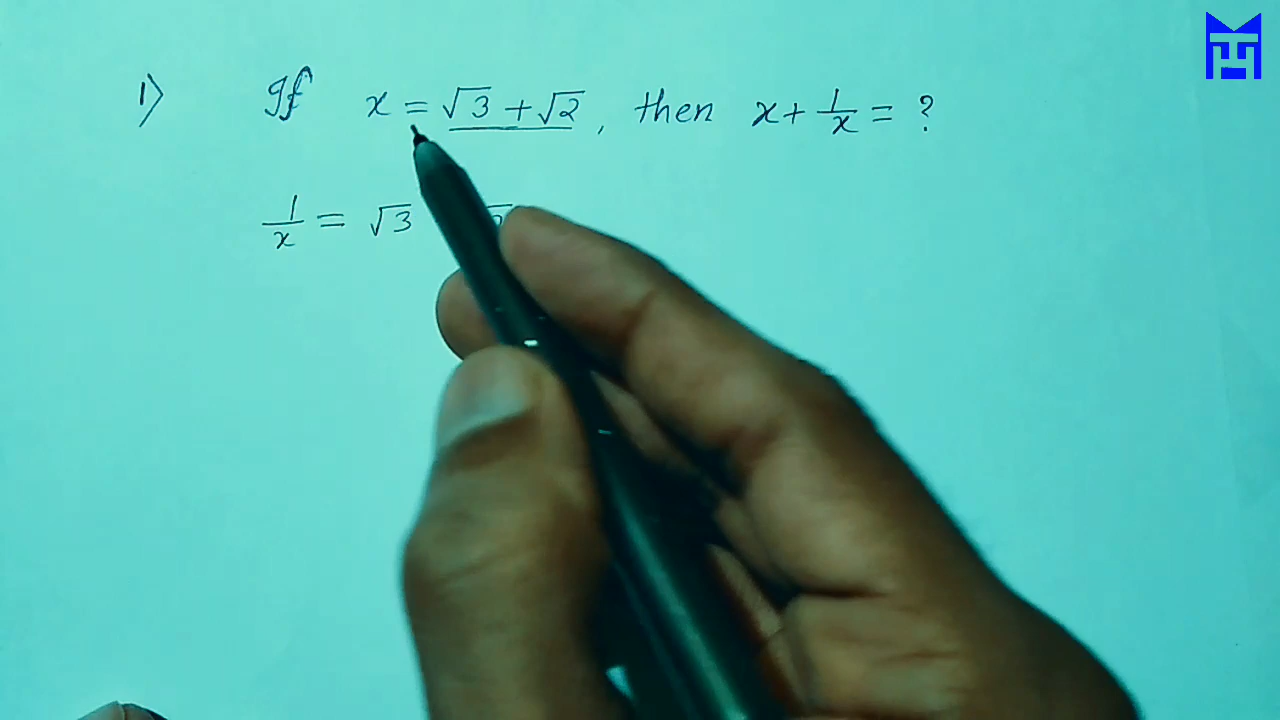 1) If x = √3 + √2 , then x + 1/x = ?
1/x = √3